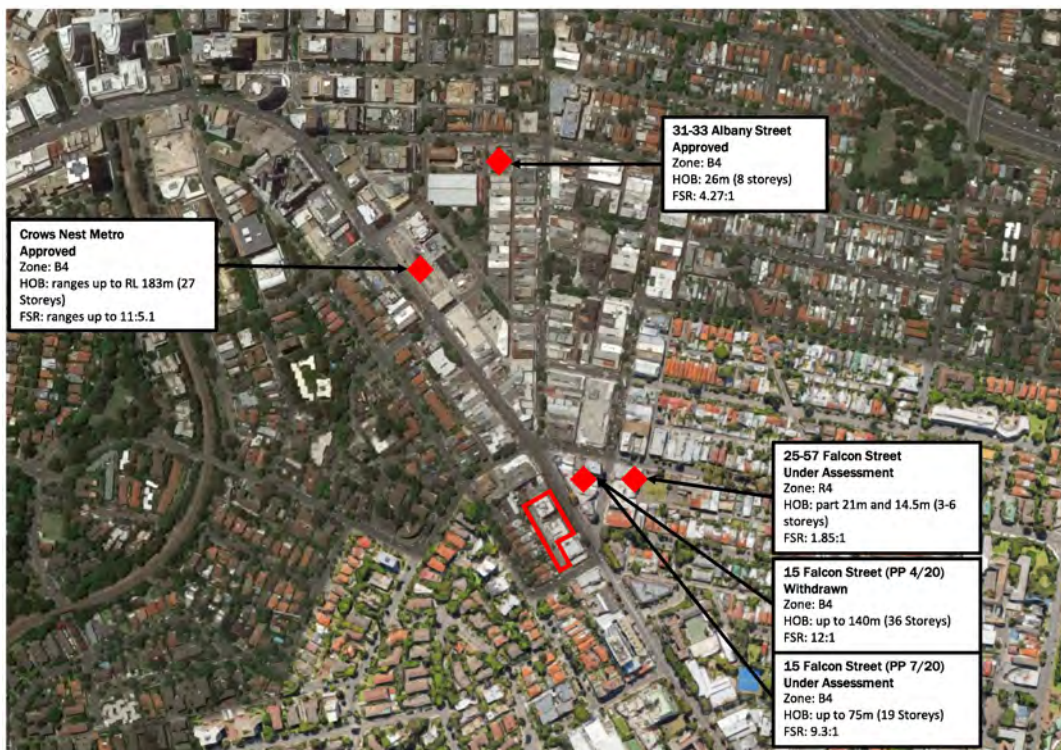 31-33 Albany Street
Approved
Zone: B4
HOB: 26m (8 storeys)
FSR: 4.27:1
Crows Nest Metro
Approved
Zone: B4
HOB: ranges up to RL 183m (27
Storeys)
FSR: ranges up to 11:5.1
25-57 Falcon Street
Under Assessment
Zone: R4
HOB: part 21m and 14.5m (3-6
storeys)
FSR: 1.85:1
15 Falcon Street (PP 4/20)
Withdrawn
Zone: B4
HOB: up to 140m (36 Storeys)
FSR: 12:1
15 Falcon Street (PP 7/20)
Under Assessment
Zone: B4
HOB: up to 75m (19 Storeys)
FSR: 9.3:1